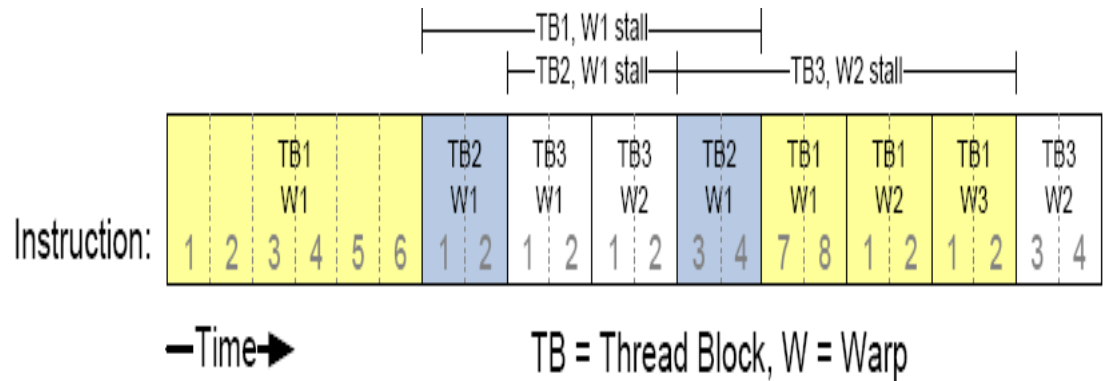 TB1, W1 stall
TB2, W1 stall TB3, W2 stall
TB1 TB2 TB3 TB3 TB2 TB1 TB1 TB1 TB3
W1 W1 W1 W2 W1 W1 W2 W3 W2
Instruction: 1 2 3 4 5 6 1 2 1 2 1 2 3 4 7 8 1 2 1 2 3 4
Time TB = Thread Block, W = Warp